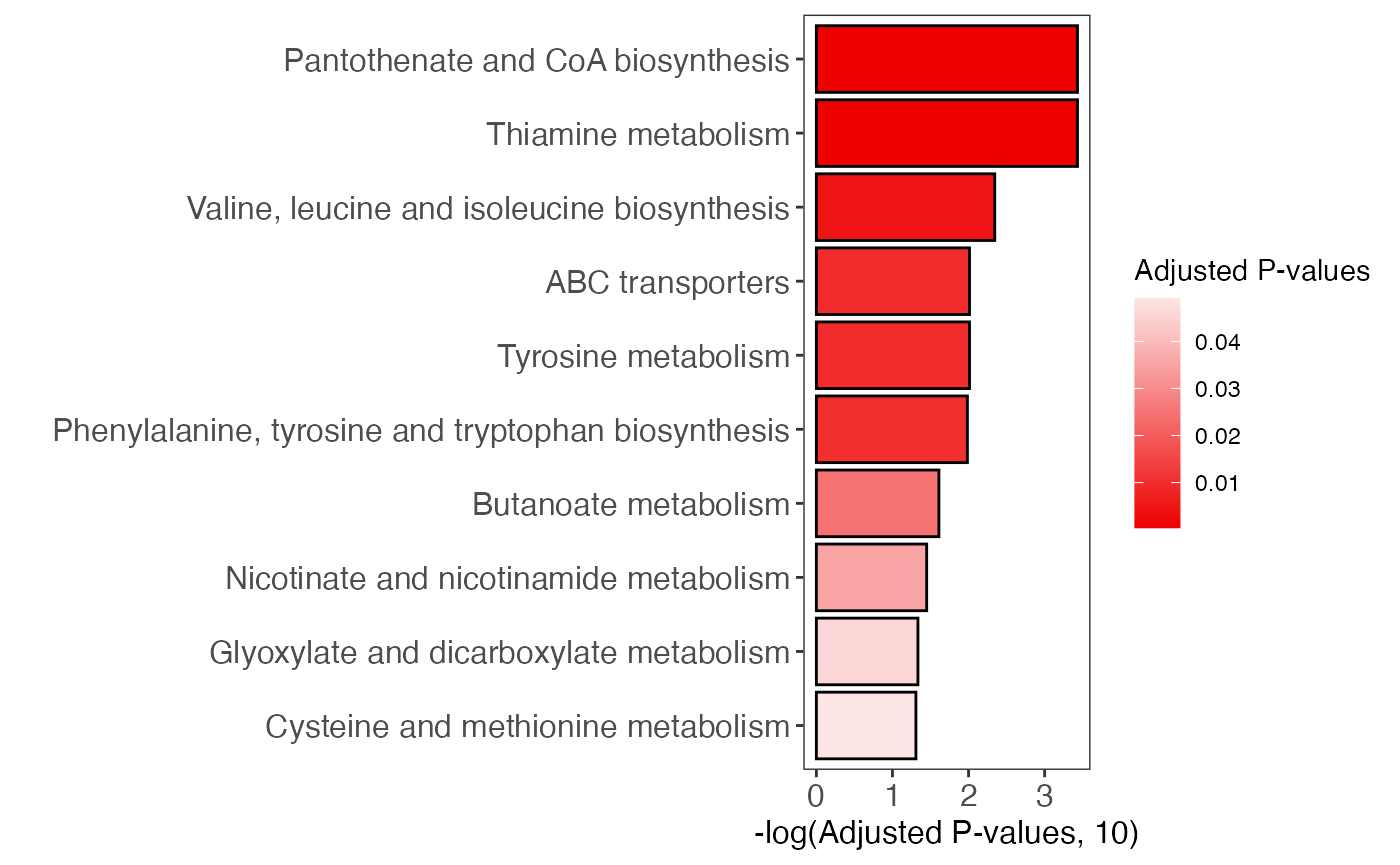 Pantothenate and CoA biosynthesis
Thiamine metabolism
Valine, leucine and isoleucine biosynthesis
ABC transporters
Tyrosine metabolism
Phenylalanine, tyrosine and tryptophan biosynthesis
Butanoate metabolism
Nicotinate and nicotinamide metabolism
Glyoxylate and dicarboxylate metabolism
Cysteine and methionine metabolism
0 1 2 3
-log(Adjusted P-values, 10)
Adjusted P-values
0.04
0.03
0.02
0.01